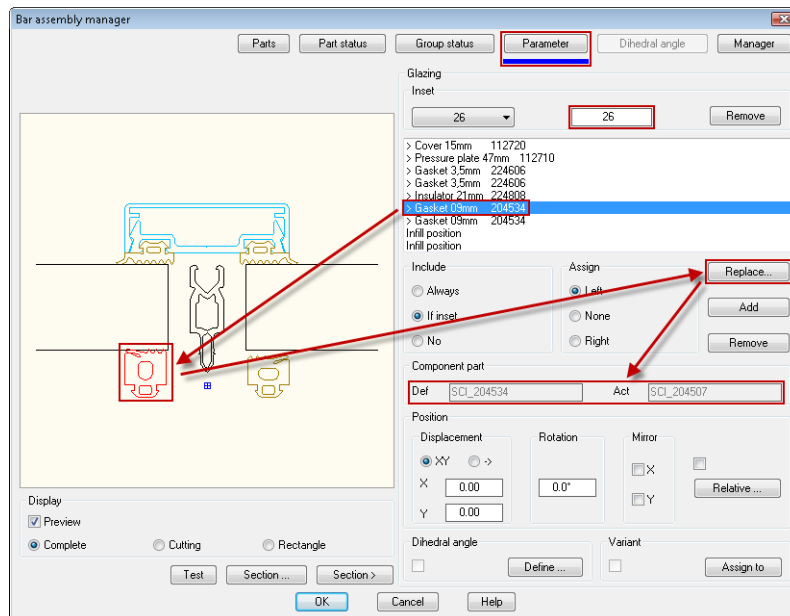 Bar assembly manager
Parts Part status Group status Parameter Dihedral angle Manager
Glazing
Inset
26 26 Remove
> Cover 15mm 112720
> Pressure plate 47mm 112710
> Gasket 3,5mm 224606
> Gasket 3,5mm 224606
> Insulator 21mm 224808
> Gasket 09mm 204534
> Gasket 09mm 204534
Infill position
Infill position
Include Assign Replace...
Always Left
If inset None Add
No Right Remove
Component part
Def SCI_204534 Act SCI_204507
Position
Displacement Rotation Mirror
XY -> X
X 0.00 0.0° Relative ...
Y 0.00 Y
Display
Preview
Complete Cutting Rectangle
Dihedral angle Variant
Define ... Assign to
Test Section ... Section >
OK Cancel Help